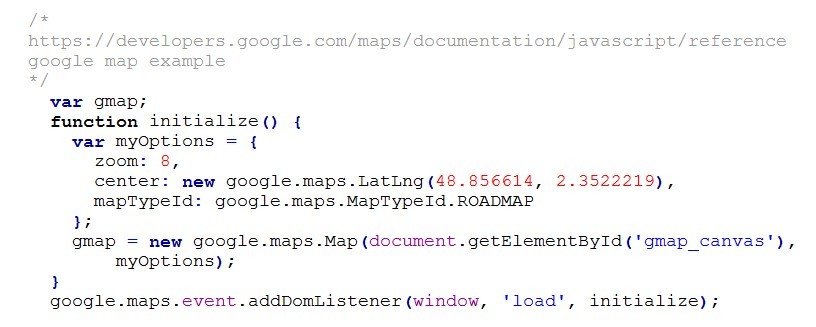 /*
https://developers.google.com/maps/documentation/javascript/reference
google map example
*/
var gmap;
function initialize() {
var myOptions = {
zoom: 8,
center: new google.maps.LatLng(48.856614, 2.3522219),
mapTypeId: google.maps.MapTypeId.ROADMAP
};
gmap = new google.maps.Map(document.getElementById('gmap_canvas'),
myOptions);
}
google.maps.event.addDomListener(window, 'load', initialize);